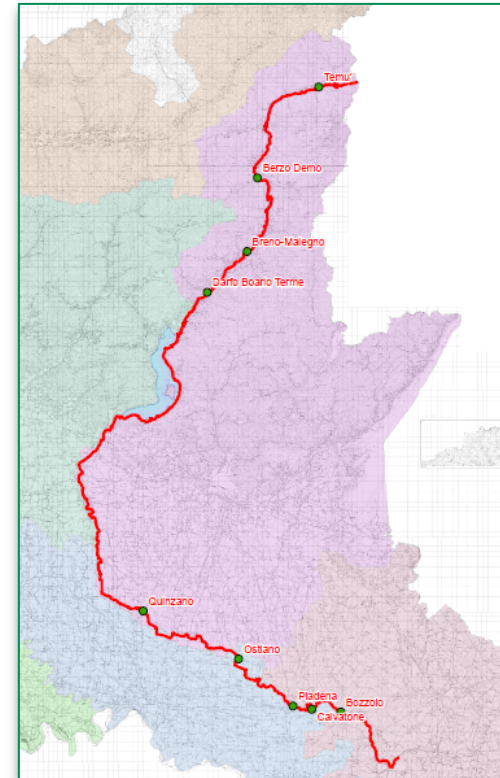 Temu'
Berzo Demo
Breno-Malegno
Darfo Boario Terme
Quinzano
Ostiano
Piadena
Bozzolo
Calvatone